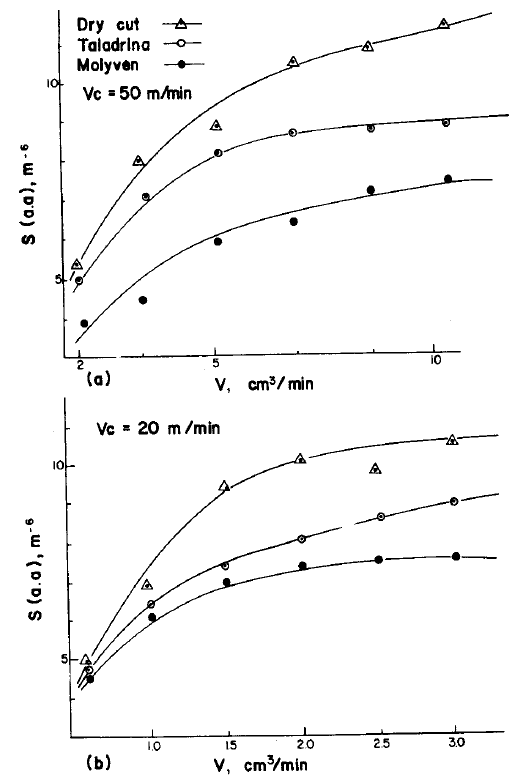 Dry cut
Taladrina
Molyven
Vc = 50 m/min
10
5
S (a.a), m-6
2 5 10
(a)
V, cm³/min
Vc = 20 m/min
10
5
S (a.a), m-6
1.0 1.5 2.0 2.5 3.0
(b)
V, cm³/min